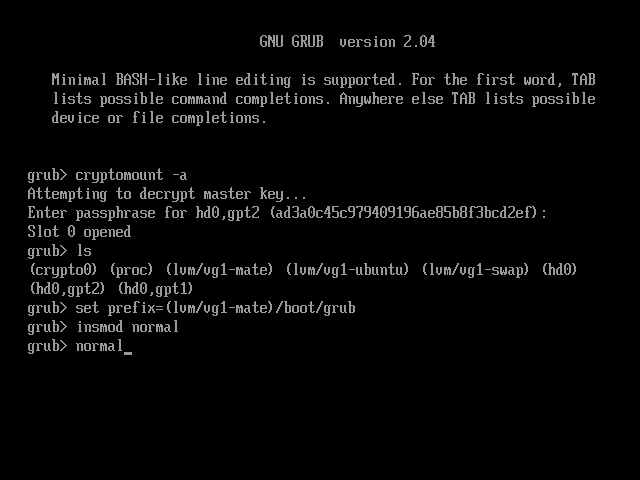 GNU GRUB version 2.04
Minimal BASH-like line editing is supported. For the first word, TAB
lists possible command completions. Anywhere else TAB lists possible
device or file completions.
grub> cryptomount -a
Attempting to decrypt master key...
Enter passphrase for hd0,gpt2 (ad3a0c45c979409196ae85b8f3bcd2ef):
Slot 0 opened
grub> ls
(crypto0) (proc) (lvm/vg1-mate) (lvm/vg1-ubuntu) (lvm/vg1-swap) (hd0)
(hd0,gpt2) (hd0,gpt1)
grub> set prefix=(lvm/vg1-mate)/boot/grub
grub> insmod normal
grub> normal_